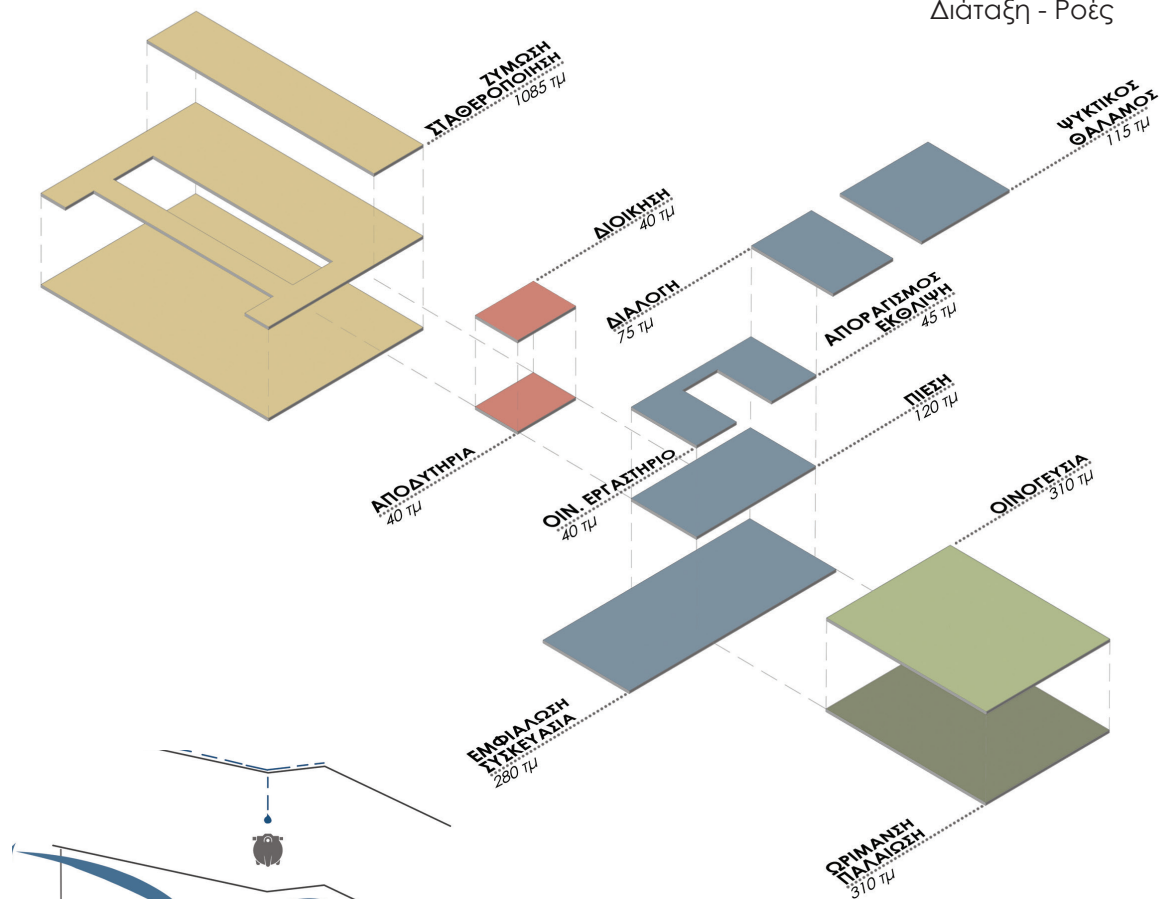 Διάταξη - Ροές
ΖΥΜΩΣΗ
ΣΤΑΘΕΡΟΠΟΙΗΣΗ
1085 τμ
ΨΥΚΤΙΚΟΣ
ΘΑΛΑΜΟΣ
115 τμ
ΔΙΟΙΚΗΣΗ
40 τμ
ΔΙΑΛΟΓΗ
75 τμ
ΑΠΟΡΑΓΙΣΜΟΣ
ΕΚΘΛΙΨΗ
45 τμ
ΠΙΕΣΗ
120 τμ
ΑΠΟΔΥΤΗΡΙΑ
40 τμ
ΟΙΝ. ΕΡΓΑΣΤΗΡΙΟ
40 τμ
ΟΙΝΟΓΕΥΣΙΑ
310 τμ
ΕΜΦΙΑΛΩΣΗ
ΣΥΣΚΕΥΑΣΙΑ
280 τμ
ΩΡΙΜΑΝΣΗ
ΠΑΛΑΙΩΣΗ
310 τμ